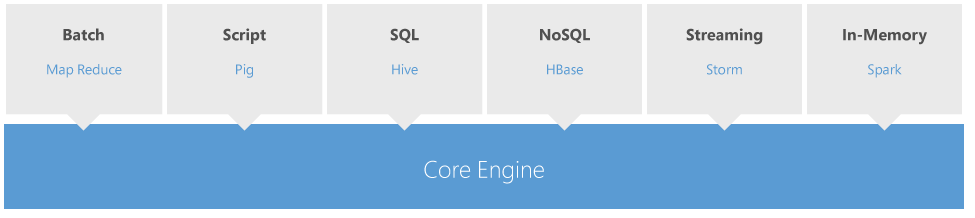 Batch
Map Reduce
Script
Pig
SQL
Hive
NoSQL
HBase
Streaming
Storm
In-Memory
Spark
Core Engine